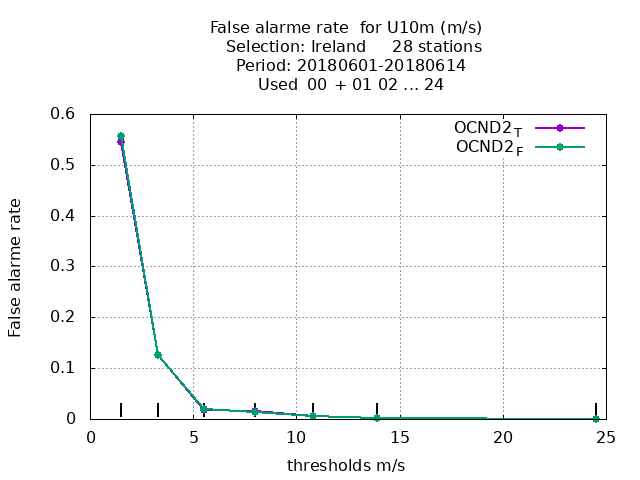 False alarme rate  for U10m (m/s)
Selection: Ireland     28 stations
Period: 20180601-20180614
Used  00  + 01 02 ... 24
OCND2T
OCND2F
0.6
0.5
0.4
0.3
0.2
0.1
0
False alarme rate
0 5 10 15 20 25
thresholds m/s